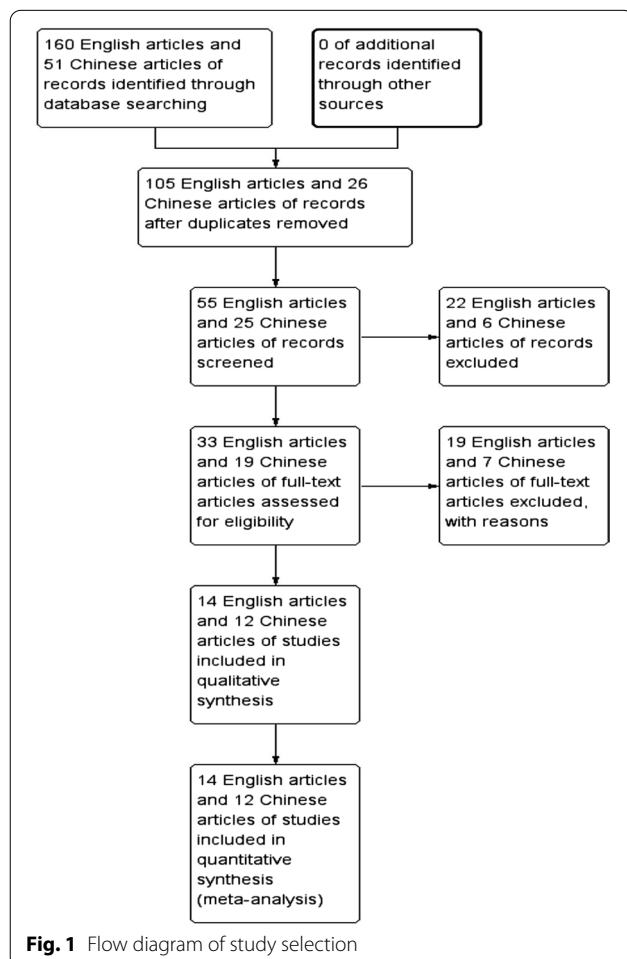 160 English articles and
51 Chinese articles of
records identified through
database searching
0 of additional
records identified
through other
sources
105 English articles and 26
Chinese articles of records
after duplicates removed
55 English articles
and 25 Chinese
articles of records
screened
22 English articles
and 6 Chinese
articles of records
excluded
33 English articles
and 19 Chinese
articles of full-text
articles assessed
for eligibility
19 English articles
and 7 Chinese
articles of full-text
articles excluded,
with reasons
14 English articles
and 12 Chinese
articles of studies
included in
qualitative
synthesis
14 English articles
and 12 Chinese
articles of studies
included in
quantitative
synthesis
(meta-analysis)
Fig. 1 Flow diagram of study selection